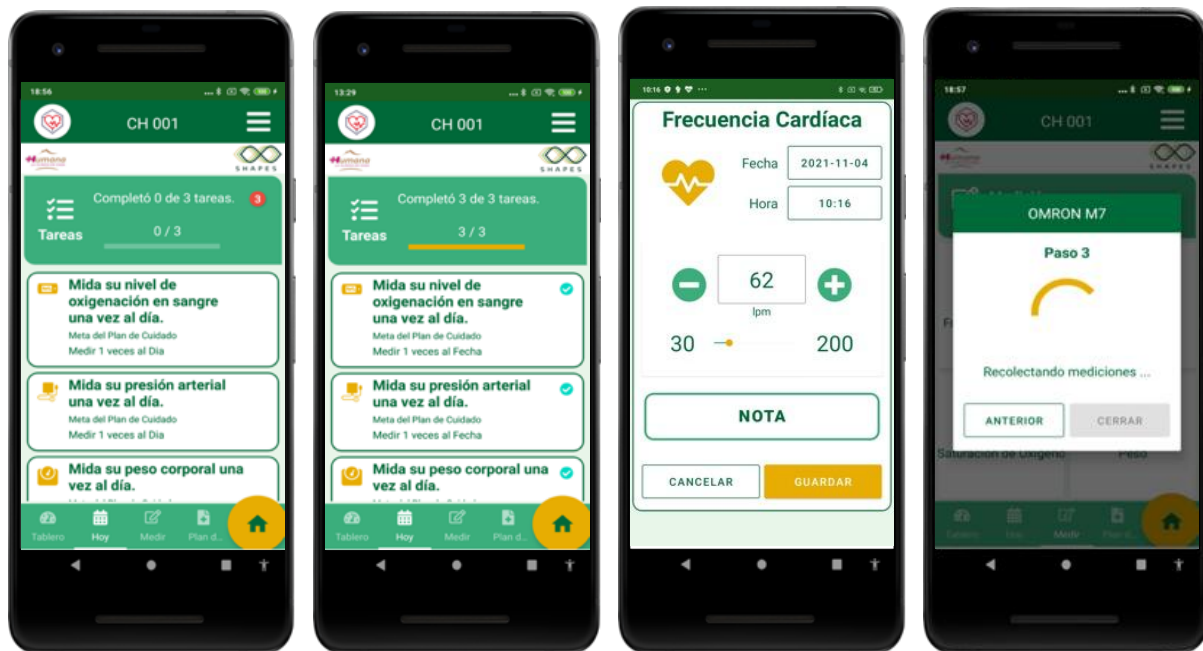 18:56
CH 001
Humana
SHAPES
Completó 0 de 3 tareas.
3
Tareas
0 / 3
Mida su nivel de
oxigenación en sangre
una vez al día.
Meta del Plan de Cuidado
Medir 1 veces al Dia
Mida su presión arterial
una vez al día.
Meta del Plan de Cuidado
Medir 1 veces al Dia
Mida su peso corporal una
vez al día.
Tablero
Hoy
Medir
Plan d...
13:29
CH 001
Humana
SHAPES
Completó 3 de 3 tareas.
Tareas
3 / 3
Mida su nivel de
oxigenación en sangre
una vez al día.
Meta del Plan de Cuidado
Medir 1 veces al Fecha
Mida su presión arterial
una vez al día.
Meta del Plan de Cuidado
Medir 1 veces al Fecha
Mida su peso corporal una
vez al día.
Tablero
Hoy
Medir
Plan d...
10:16
Frecuencia Cardíaca
Fecha
2021-11-04
Hora
10:16
62
lpm
30
200
NOTA
CANCELAR
GUARDAR
18:57
CH 001
Humana
SHAPES
OMRON M7
Paso 3
Recolectando mediciones ...
ANTERIOR
CERRAR
Saturación de Oxígeno
Peso
Tablero
Hoy
Medir
Plan d...